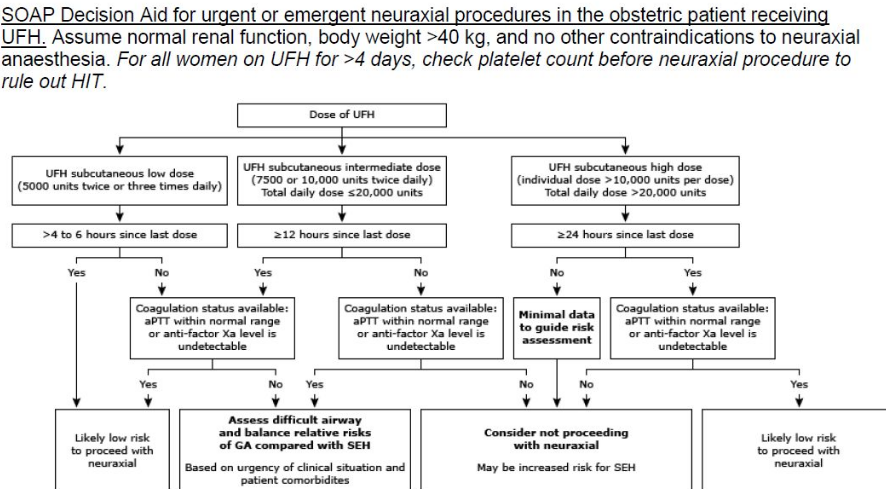 SOAP Decision Aid for urgent or emergent neuraxial procedures in the obstetric patient receiving
UFH. Assume normal renal function, body weight >40 kg, and no other contraindications to neuraxial
anaesthesia. For all women on UFH for >4 days, check platelet count before neuraxial procedure to
rule out HIT.
Dose of UFH
UFH subcutaneous low dose
(5000 units twice or three times daily)
UFH subcutaneous intermediate dose
(7500 or 10,000 units twice daily)
Total daily dose ≤20,000 units
UFH subcutaneous high dose
(individual dose >10,000 units per dose)
Total daily dose >20,000 units
>4 to 6 hours since last dose
≥12 hours since last dose
≥24 hours since last dose
Yes
No
Yes
No
No
Yes
Coagulation status available:
aPTT within normal range
or anti-factor Xa level is
undetectable
Coagulation status available:
aPTT within normal range
or anti-factor Xa level is
undetectable
Minimal data
to guide risk
assessment
Coagulation status available:
aPTT within normal range
or anti-factor Xa level is
undetectable
Yes
No
Yes
No
No
Yes
Likely low risk
to proceed with
neuraxial
Assess difficult airway
and balance relative risks
of GA compared with SEH
Based on urgency of clinical situation and
patient comorbidites
Consider not proceeding
with neuraxial
May be increased risk for SEH
Likely low risk
to proceed with
neuraxial